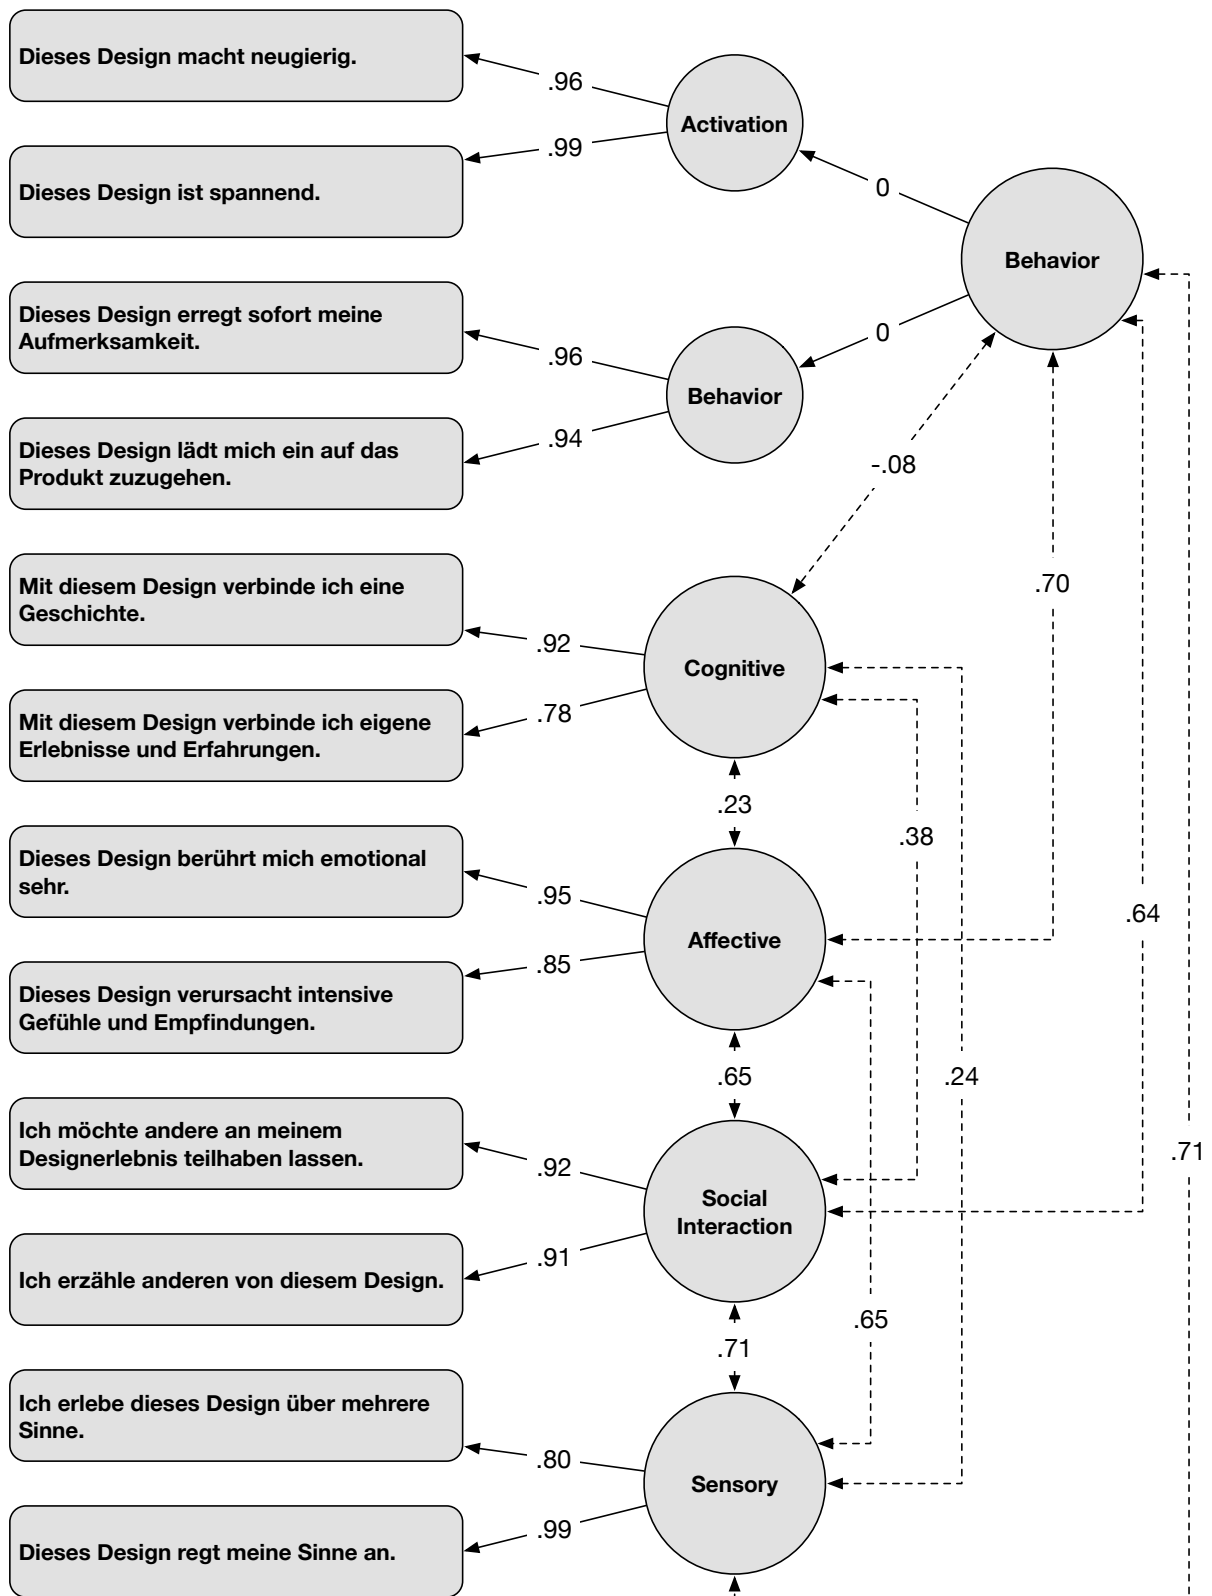 Dieses Design macht neugierig.
.96
Activation
.99
Dieses Design ist spannend.
0
Behavior
Dieses Design erregt sofort meine
Aufmerksamkeit.
.96
0
Behavior
.94
Dieses Design lädt mich ein auf das
Produkt zuzugehen.
-.08
Mit diesem Design verbinde ich eine
Geschichte.
.92
.70
Cognitive
Mit diesem Design verbinde ich eigene
Erlebnisse und Erfahrungen.
.78
.23
.38
Dieses Design berührt mich emotional
sehr.
.95
.64
Affective
.85
Dieses Design verursacht intensive
Gefühle und Empfindungen.
.65
.24
Ich möchte andere an meinem
Designerlebnis teilhaben lassen.
.92
.71
Social
Interaction
.91
Ich erzähle anderen von diesem Design.
.65
.71
Ich erlebe dieses Design über mehrere
Sinne.
.80
Sensory
.99
Dieses Design regt meine Sinne an.